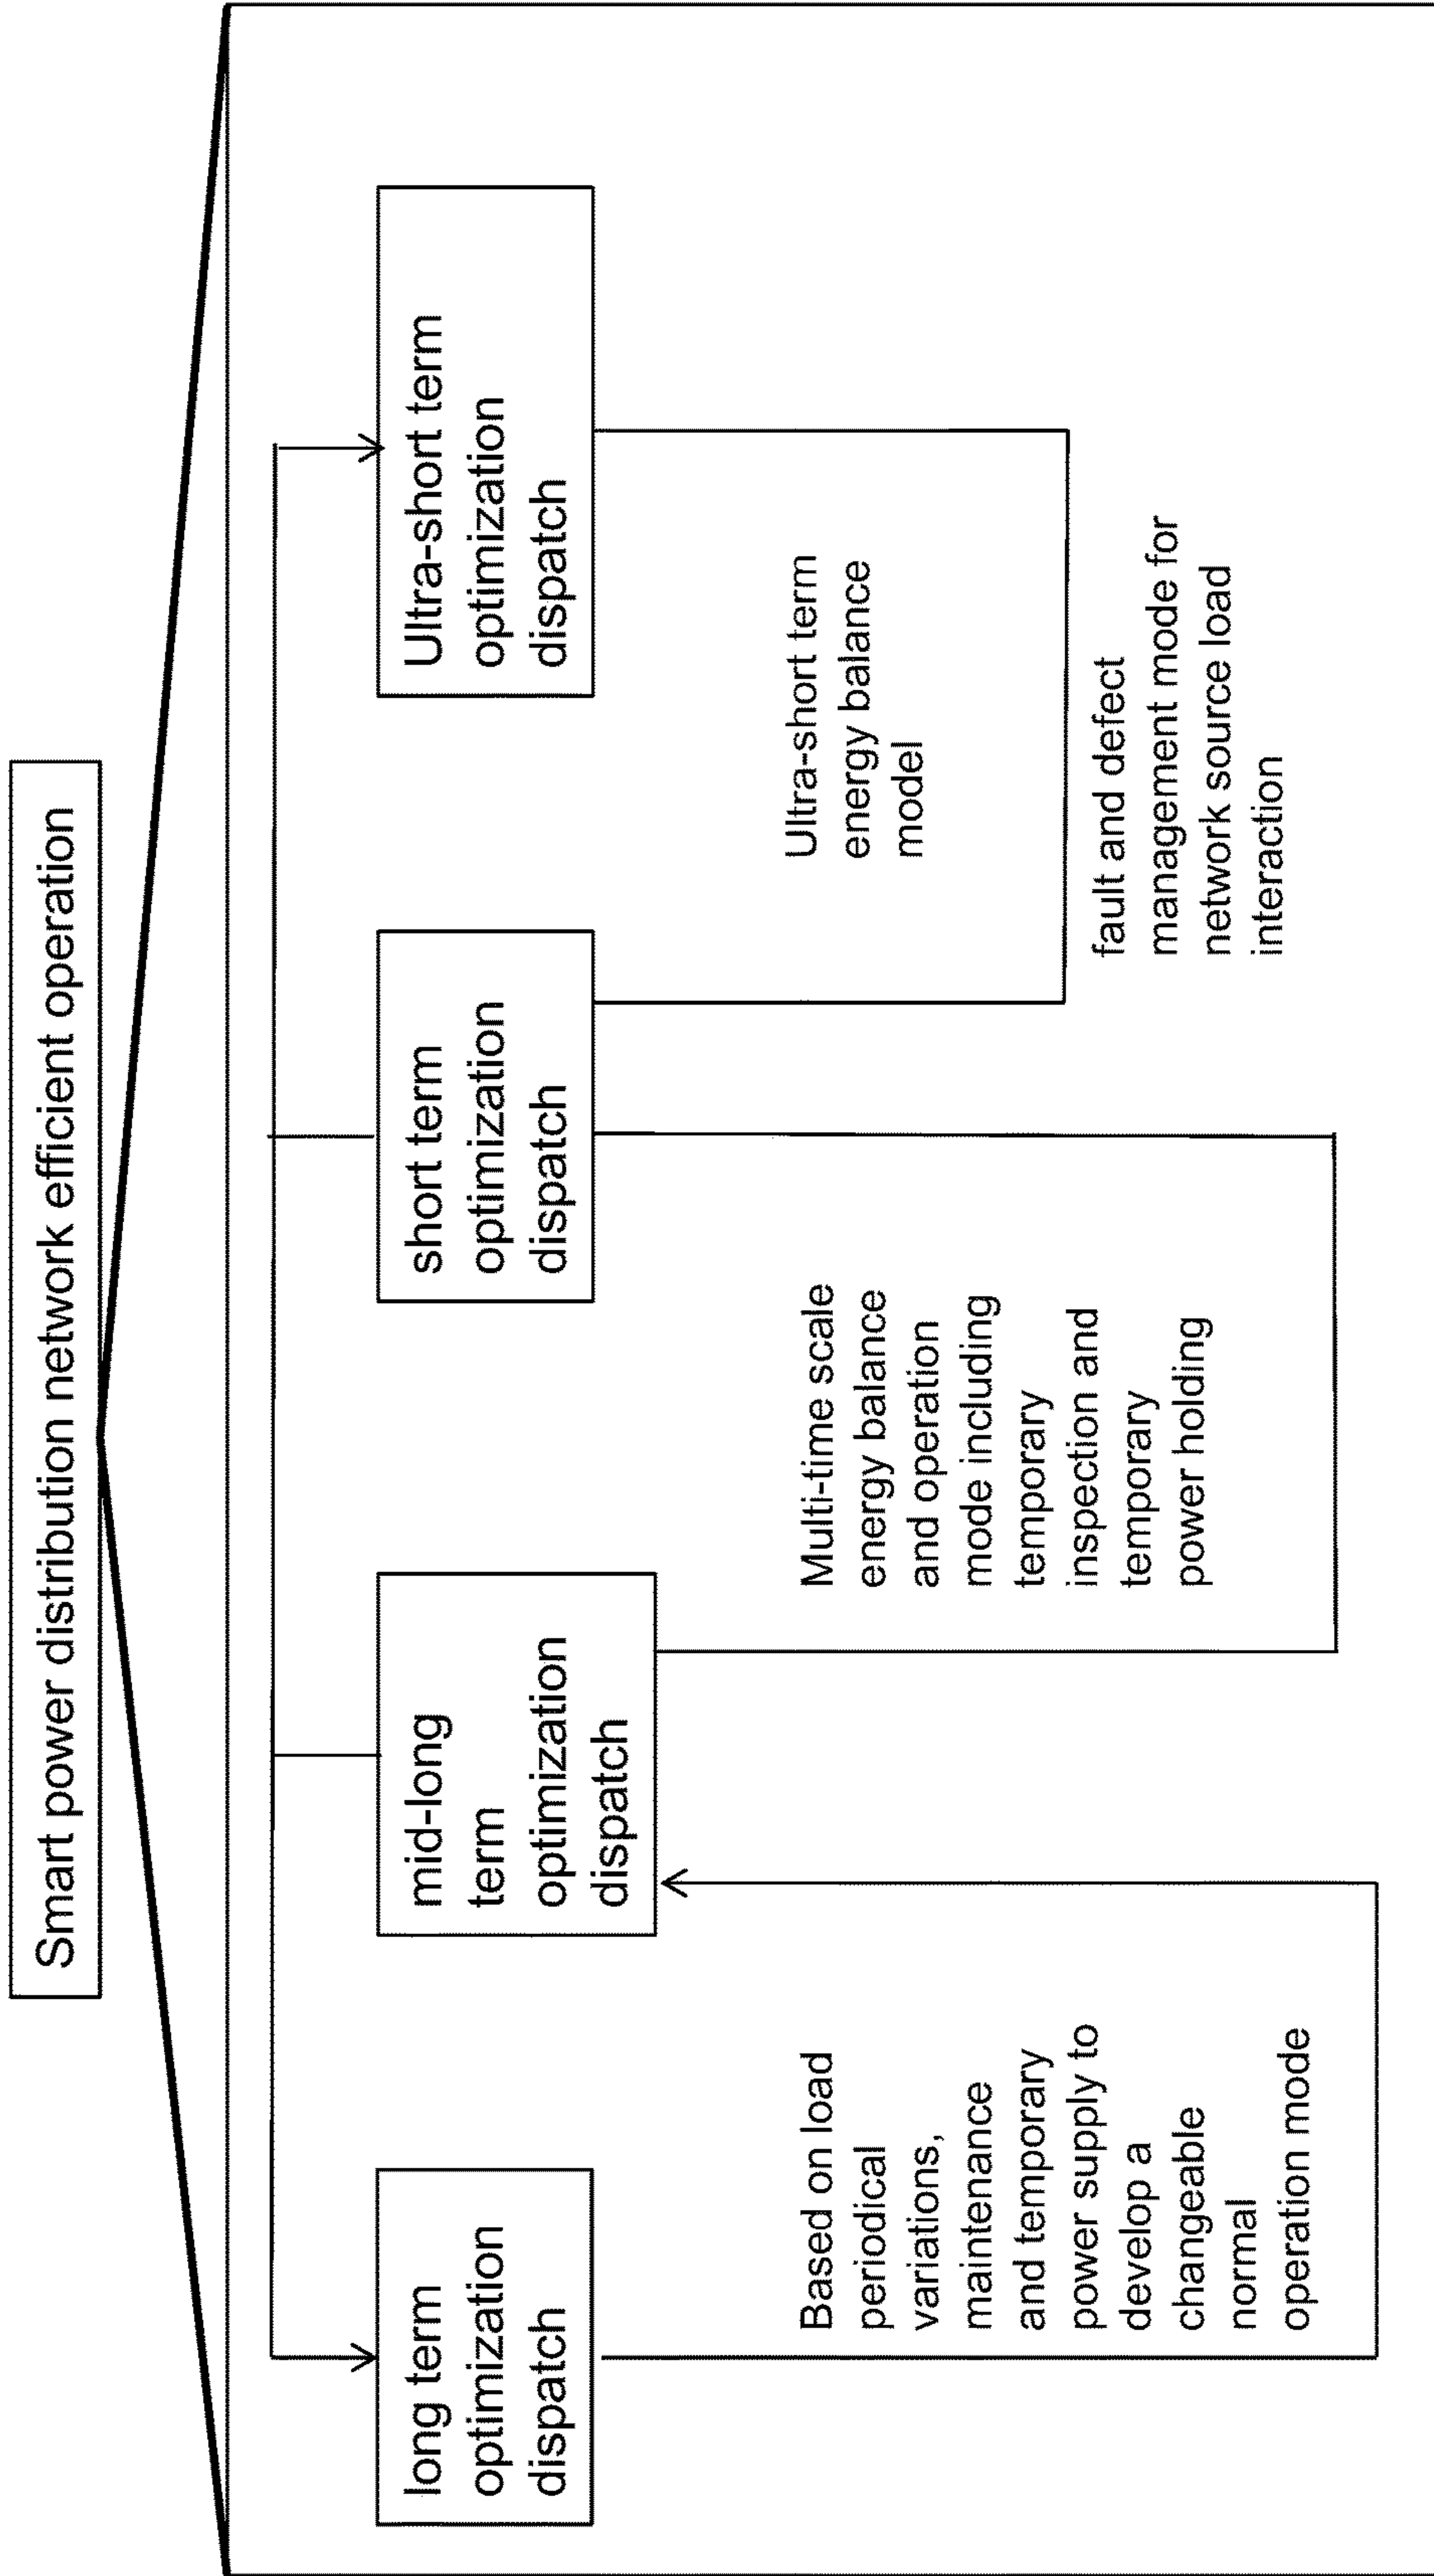 Smart power distribution network efficient operation
long term
optimization
dispatch
mid-long
term
optimization
dispatch
short term
optimization
dispatch
Ultra-short term
optimization
dispatch
Based on load
periodical
variations,
maintenance
and temporary
power supply to
develop a
changeable
normal
operation mode
Multi-time scale
energy balance
and operation
mode including
temporary
inspection and
temporary
power holding
Ultra-short term
energy balance
model
fault and defect
management mode for
network source load
interaction